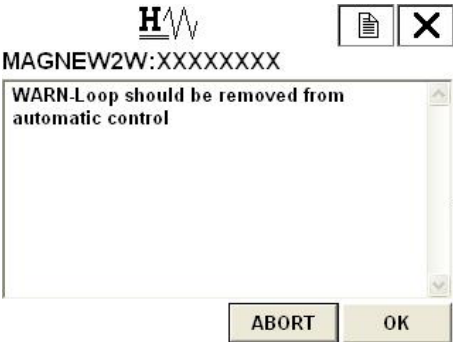 H
MAGNEW2W:XXXXXXXX
WARN-Loop should be removed from
automatic control
ABORT
OK